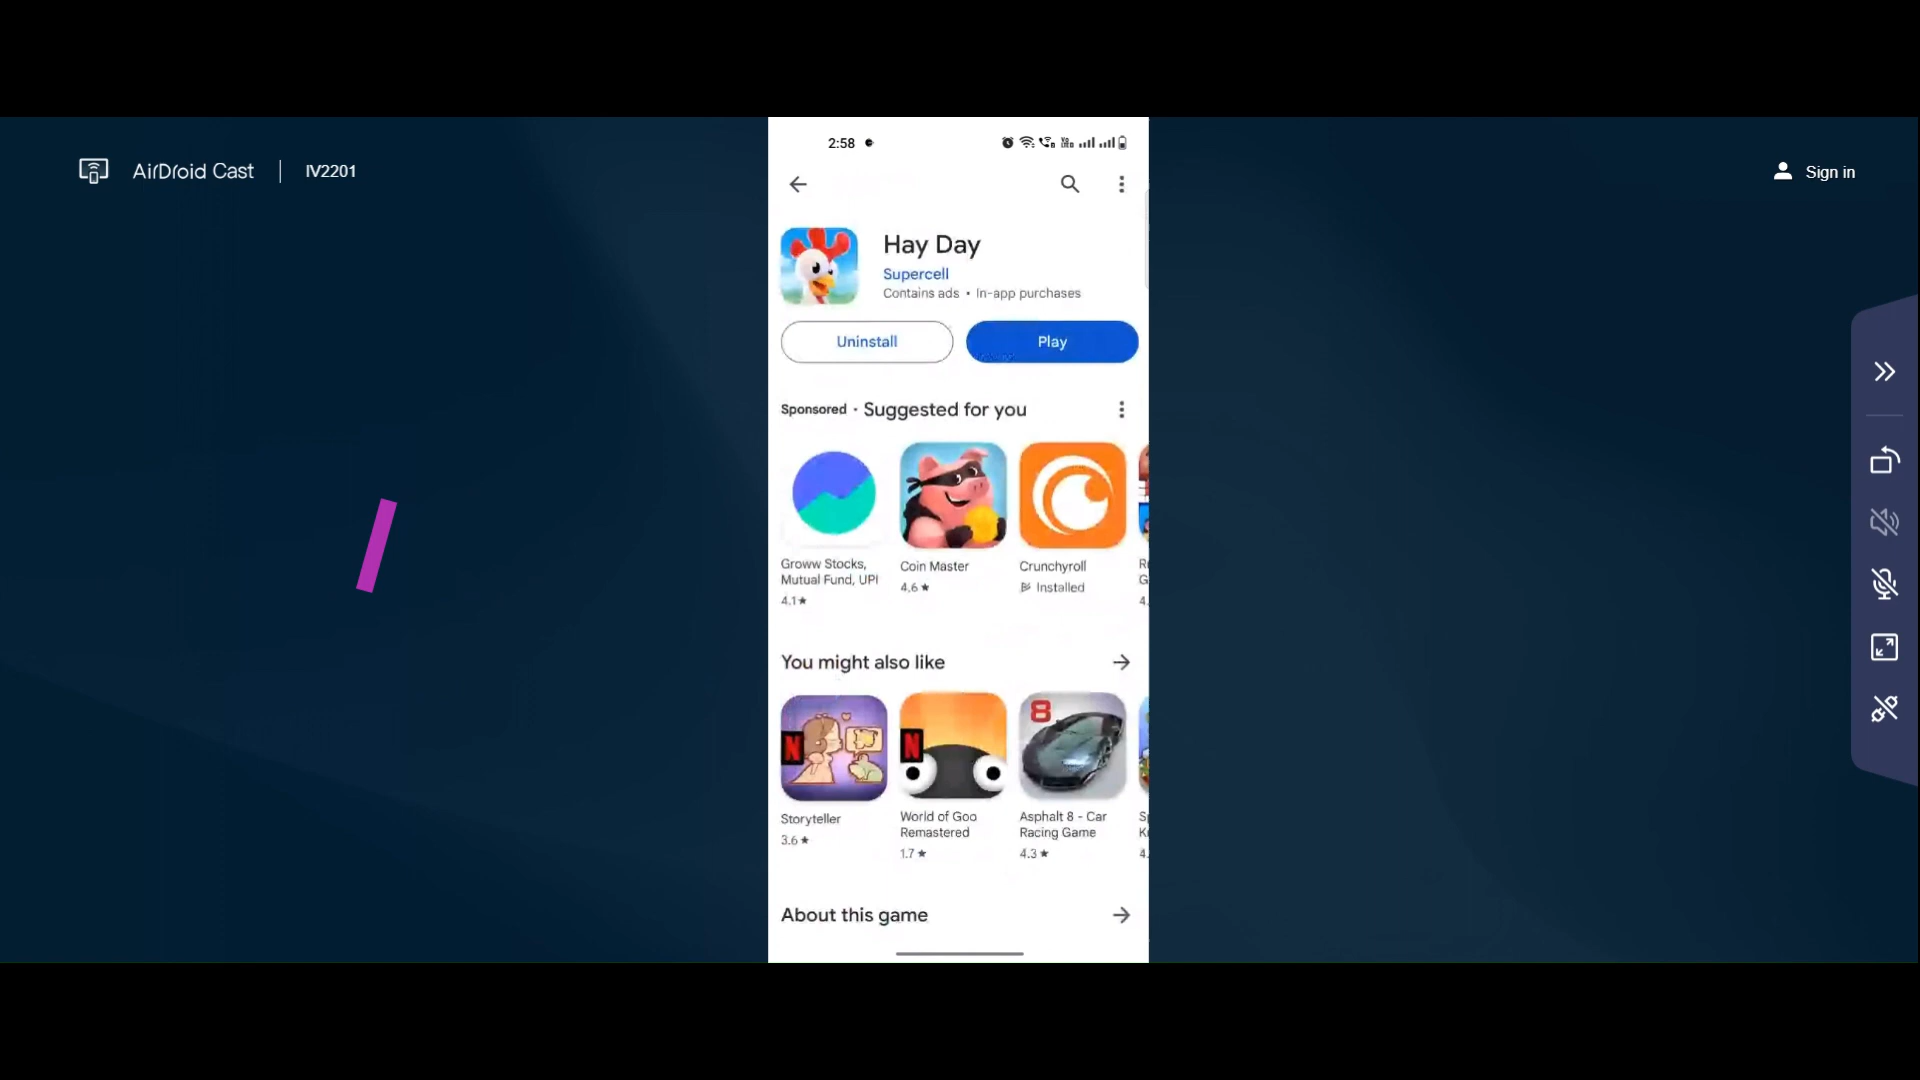 AirDroid Cast
IV2201
Sign in
2:58
Hay Day
Supercell
Contains ads • In-app purchases
Uninstall
Play
Sponsored • Suggested for you
Groww Stocks,
Mutual Fund, UPI
4.1★
Coin Master
4.6★
Crunchyroll
Installed
You might also like
N
Storyteller
3.6★
N
World of Goo
Remastered
1.7★
8
Asphalt 8 - Car
Racing Game
4.3★
About this game